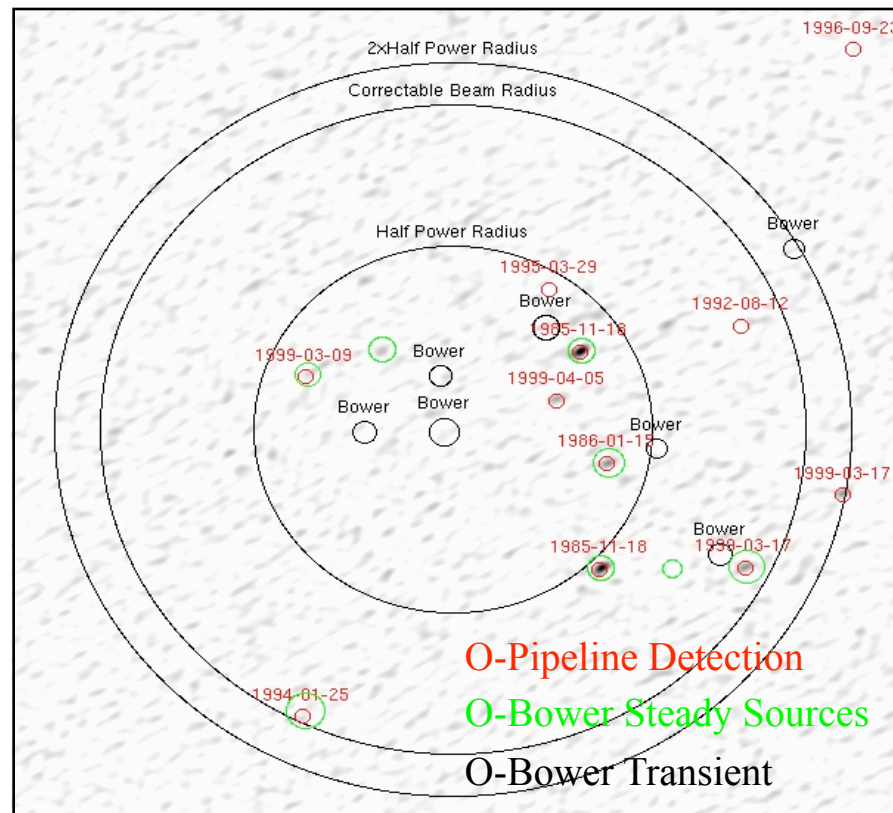 1996-09-23
2xHalf Power Radius
Correctable Beam Radius
Bower
Half Power Radius
1995-03-29
Bower
1992-08-12
1985-11-18
1999-03-09
Bower
1999-04-05
Bower
Bower
Bower
1986-01-15
1999-03-17
Bower
1985-11-18
1999-03-17
O-Pipeline Detection
1994-01-25
O-Bower Steady Sources
O-Bower Transient